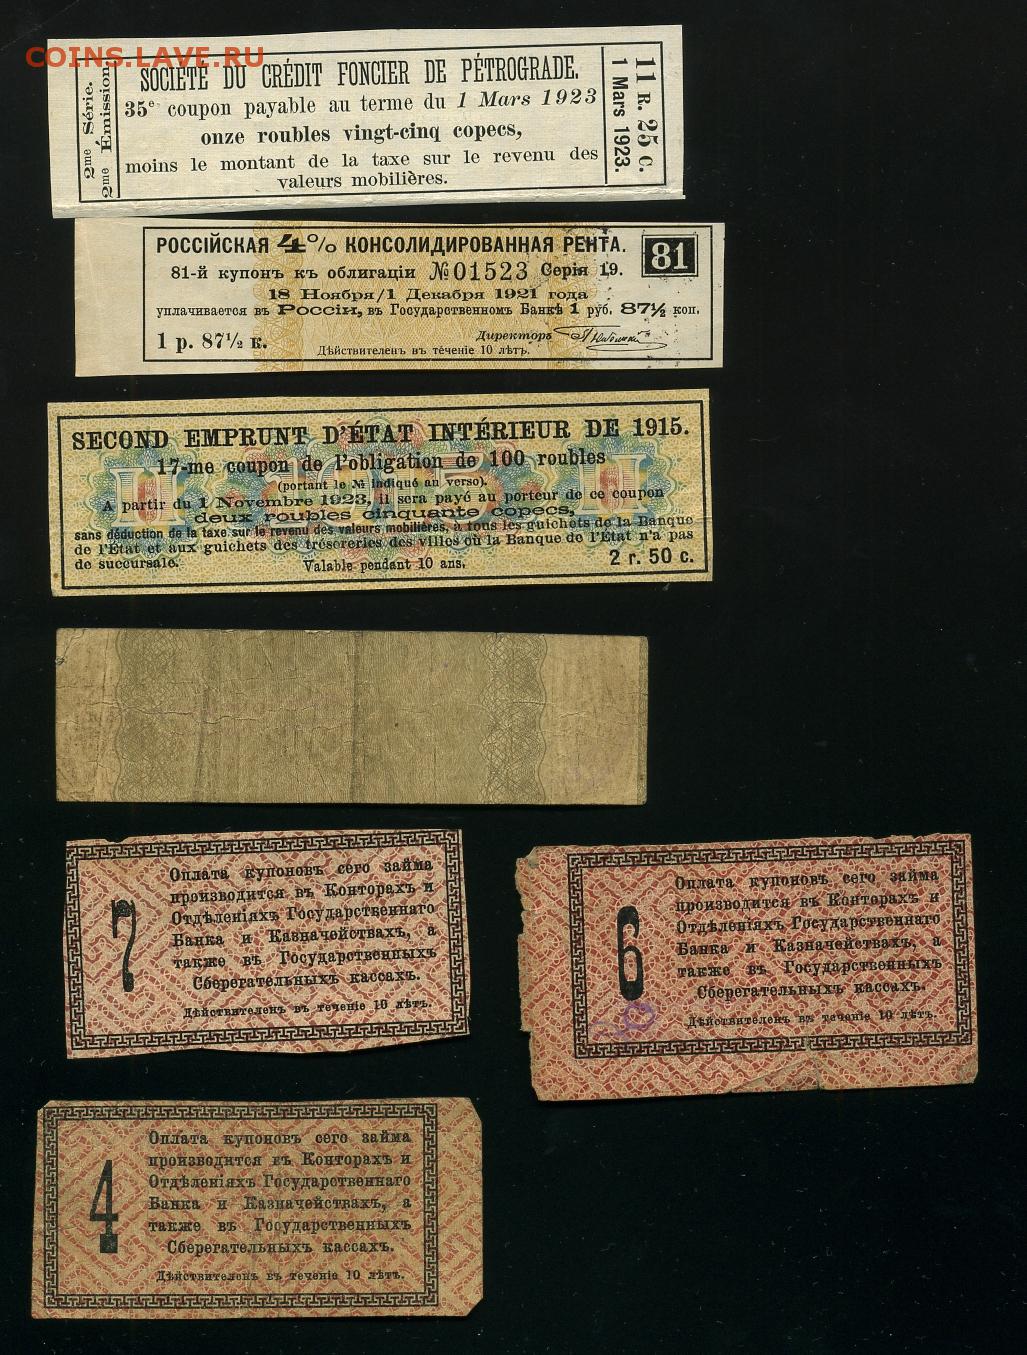 COINS.LAVE.RU
2me Série.
2me Émission.
SOCIÉTÉ DU CRÉDIT FONCIER DE PÉTROGRADE.
35e coupon payable au terme du 1 Mars 1923
onze roubles vingt-cinq copecs,
moins le montant de la taxe sur le revenu des
valeurs mobilières.
11 R. 25 C.
1 Mars 1923.
РОССІЙСКАЯ 4% КОНСОЛИДИРОВАННАЯ РЕНТА.
81
81-й купонъ къ облигаціи №01523 Серія 19.
18 Ноября/1 Декабря 1921 года
уплачивается въ Россіи, въ Государственномъ Банкѣ 1 руб. 87½ коп.
1 р. 87½ к.
Директоръ
Дѣйствителенъ въ теченіе 10 лѣтъ.
SECOND EMPRUNT D'ÉTAT INTÉRIEUR DE 1915.
17-me coupon de l'obligation de 100 roubles
(portant le № indiqué au verso).
A partir du 1 Novembre 1923, il sera payé au porteur de ce coupon
deux roubles cinquante copecs,
sans déduction de la taxe sur le revenu des valeurs mobilières, à tous les guichets de la Banque
de l'État et aux guichets des trésoreries des villes où la Banque de l'État n'a pas
de succursale.
Valable pendant 10 ans.
2 r. 50 c.
7
Оплата купоновъ сего займа
производится въ Конторахъ и
Отдѣленіяхъ Государственнаго
Банка и Казначействахъ, а
также въ Государственныхъ
Сберегательныхъ кассахъ.
Дѣйствителенъ въ теченіе 10 лѣтъ.
6
Оплата купоновъ сего займа
производится въ Конторахъ и
Отдѣленіяхъ Государственнаго
Банка и Казначействахъ, а
также въ Государственныхъ
Сберегательныхъ кассахъ.
Дѣйствителенъ въ теченіе 10 лѣтъ.
4
Оплата купоновъ сего займа
производится въ Конторахъ и
Отдѣленіяхъ Государственнаго
Банка и Казначействахъ, а
также въ Государственныхъ
Сберегательныхъ кассахъ.
Дѣйствителенъ въ теченіе 10 лѣтъ.